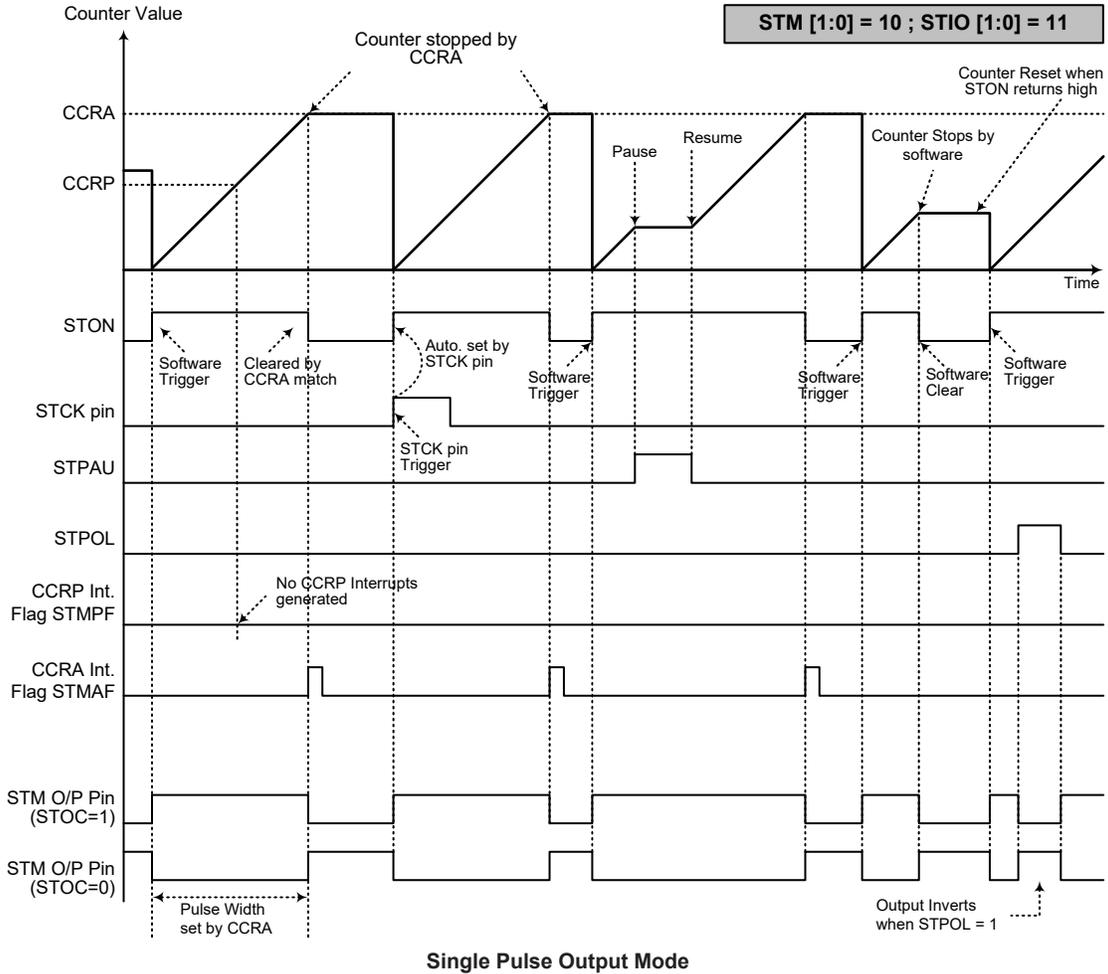 Counter Value
STM [1:0] = 10 ; STIO [1:0] = 11
Counter stopped by
CCRA
Counter Reset when
STON returns high
CCRA
Pause
Resume
Counter Stops by
software
CCRP
Time
STON
Software
Trigger
Cleared by
CCRA match
Auto. set by
STCK pin
Software
Trigger
Software
Trigger
Software
Clear
Software
Trigger
STCK pin
STCK pin
Trigger
STPAU
STPOL
CCRP Int.
Flag STMPF
No CCRP Interrupts
generated
CCRA Int.
Flag STMAF
STM O/P Pin
(STOC=1)
STM O/P Pin
(STOC=0)
Pulse Width
set by CCRA
Output Inverts
when STPOL = 1
Single Pulse Output Mode